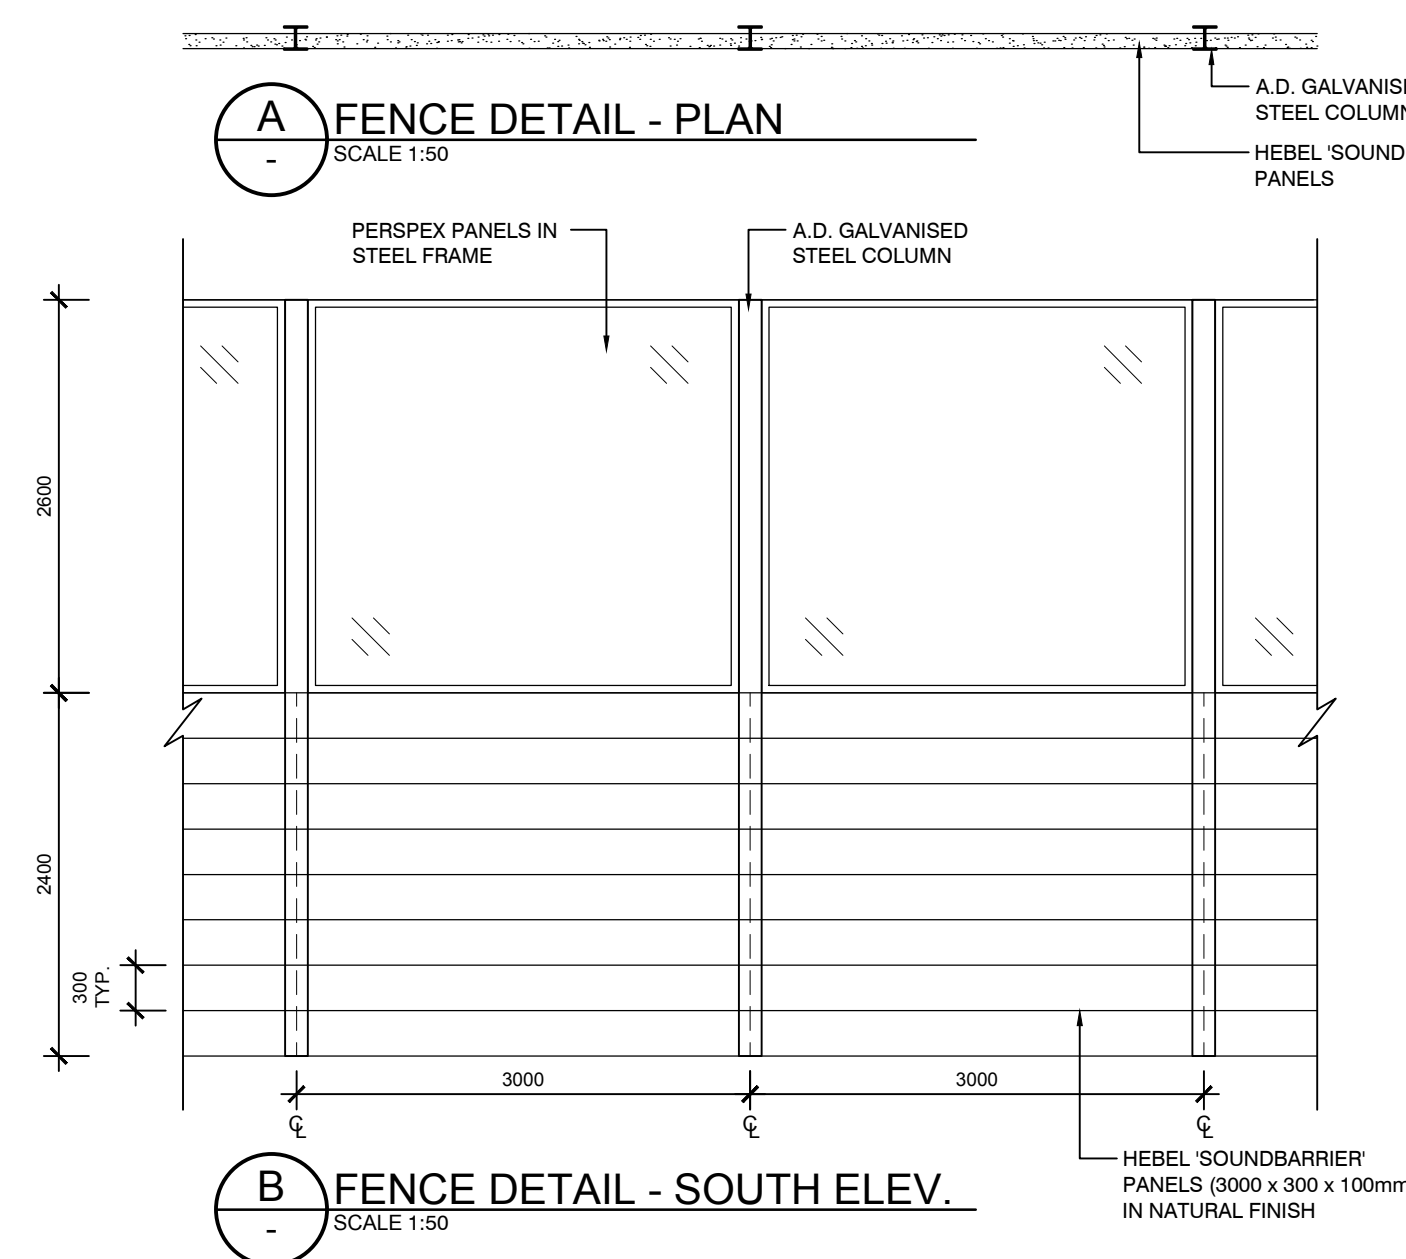 A
-
FENCE DETAIL - PLAN
SCALE 1:50
A.D.
STEEL
HEBEL 'SOUND
PANELS
PERSPEX PANELS IN
STEEL FRAME
A.D. GALVANISED
STEEL COLUMN
2600
2400
300
TYP.
3000
3000
℄
℄
℄
B
-
FENCE DETAIL - SOUTH ELEV.
SCALE 1:50
HEBEL 'SOUNDBARRIER'
PANELS (3000 x 300 x 100mm
IN NATURAL FINISH